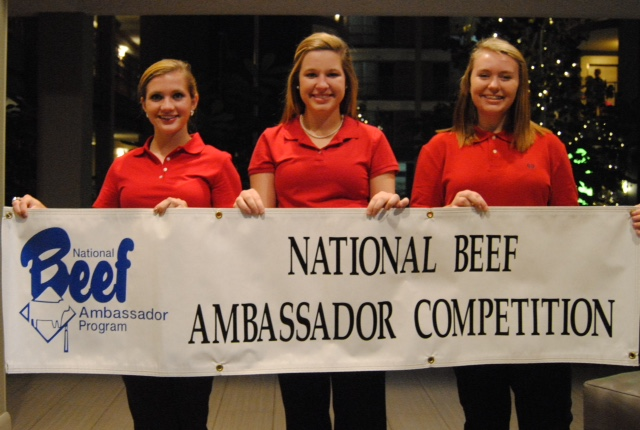 National
Beef
Ambassador
Program
NATIONAL BEEF
AMBASSADOR COMPETITION